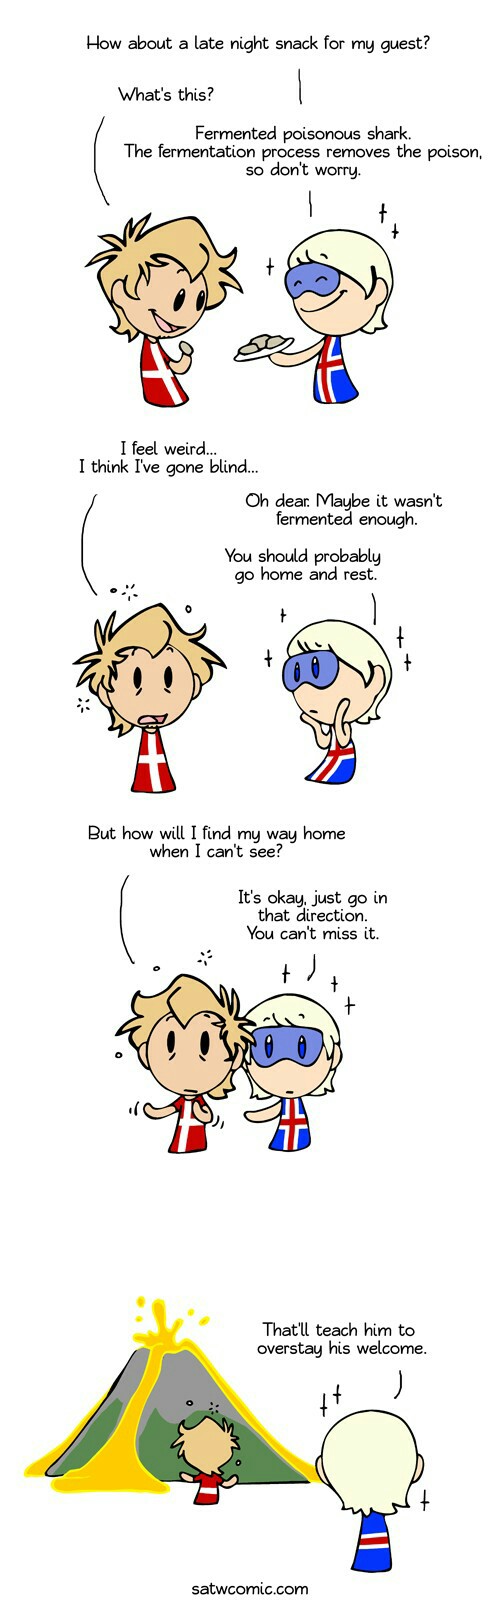 How about a late night snack for my guest?
What's this?
Fermented poisonous shark.
The fermentation process removes the poison,
so don't worry.
I feel weird...
I think I've gone blind...
Oh dear. Maybe it wasn't
fermented enough.
You should probably
go home and rest.
But how will I find my way home
when I can't see?
It's okay, just go in
that direction.
You can't miss it.
That'll teach him to
overstay his welcome.
satwcomic.com